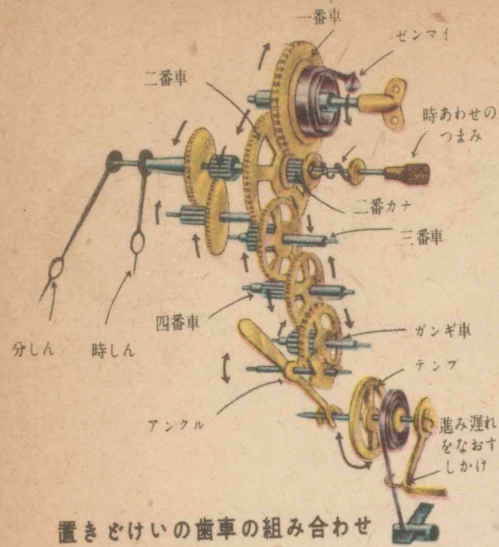 一番車
ゼンマイ
二番車
時あわせの
つまみ
二番カナ
三番車
四番車
ガンギ車
分しん
時しん
テンプ
アンクル
進み遅れ
をなおす
しかけ
置きどけいの歯車の組み合わせ